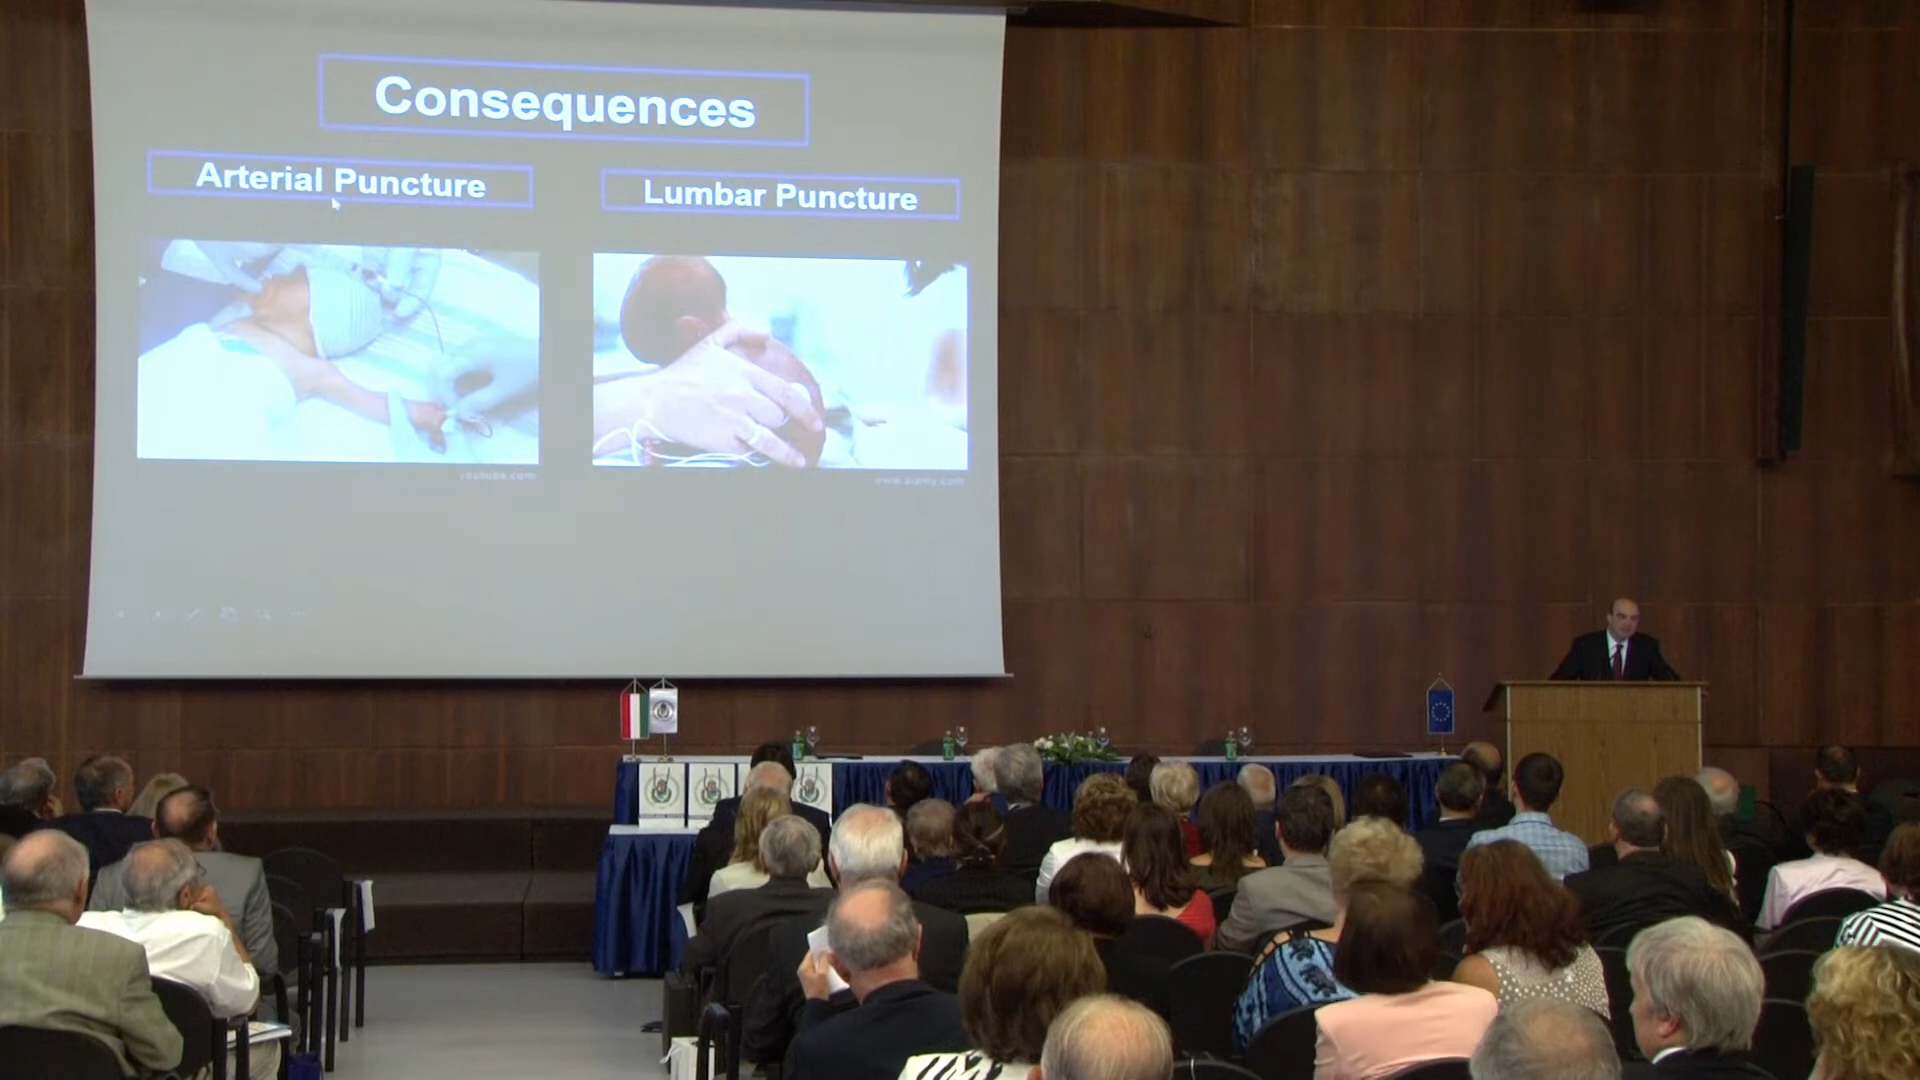 Consequences
Arterial Puncture
Lumbar Puncture
youtube.com